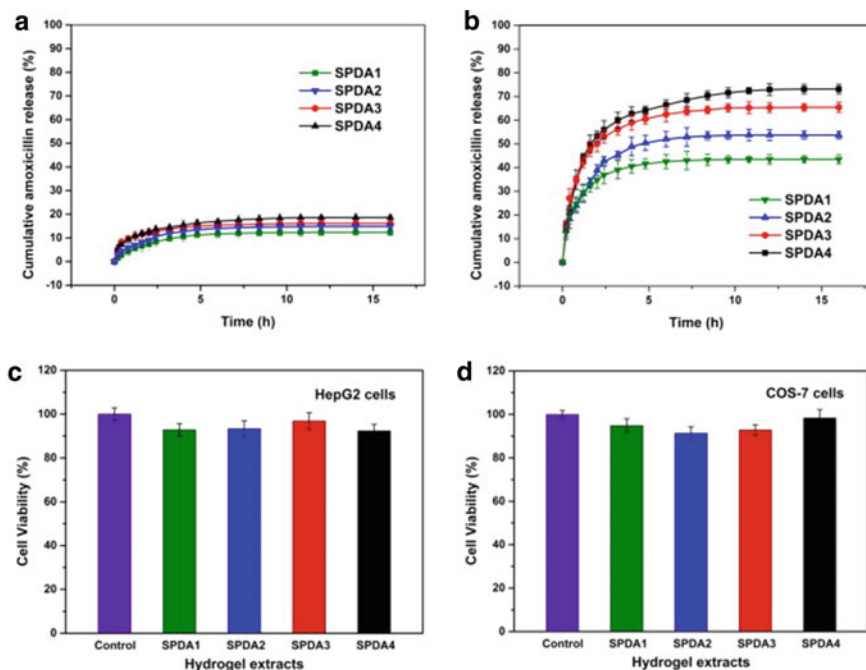 a
100
90
80
70
60
50
40
30
20
10
0
-10
Cumulative amoxicillin release (%)
SPDA1
SPDA2
SPDA3
SPDA4
0 5 10 15
Time (h)
b
100
90
80
70
60
50
40
30
20
10
0
-10
Cumulative amoxicillin release (%)
SPDA1
SPDA2
SPDA3
SPDA4
0 5 10 15
Time (h)
c
120
100
80
60
40
20
0
Cell Viability (%)
HepG2 cells
Control SPDA1 SPDA2 SPDA3 SPDA4
Hydrogel extracts
d
120
100
80
60
40
20
0
Cell Viability (%)
COS-7 cells
Control SPDA1 SPDA2 SPDA3 SPDA4
Hydrogel extracts